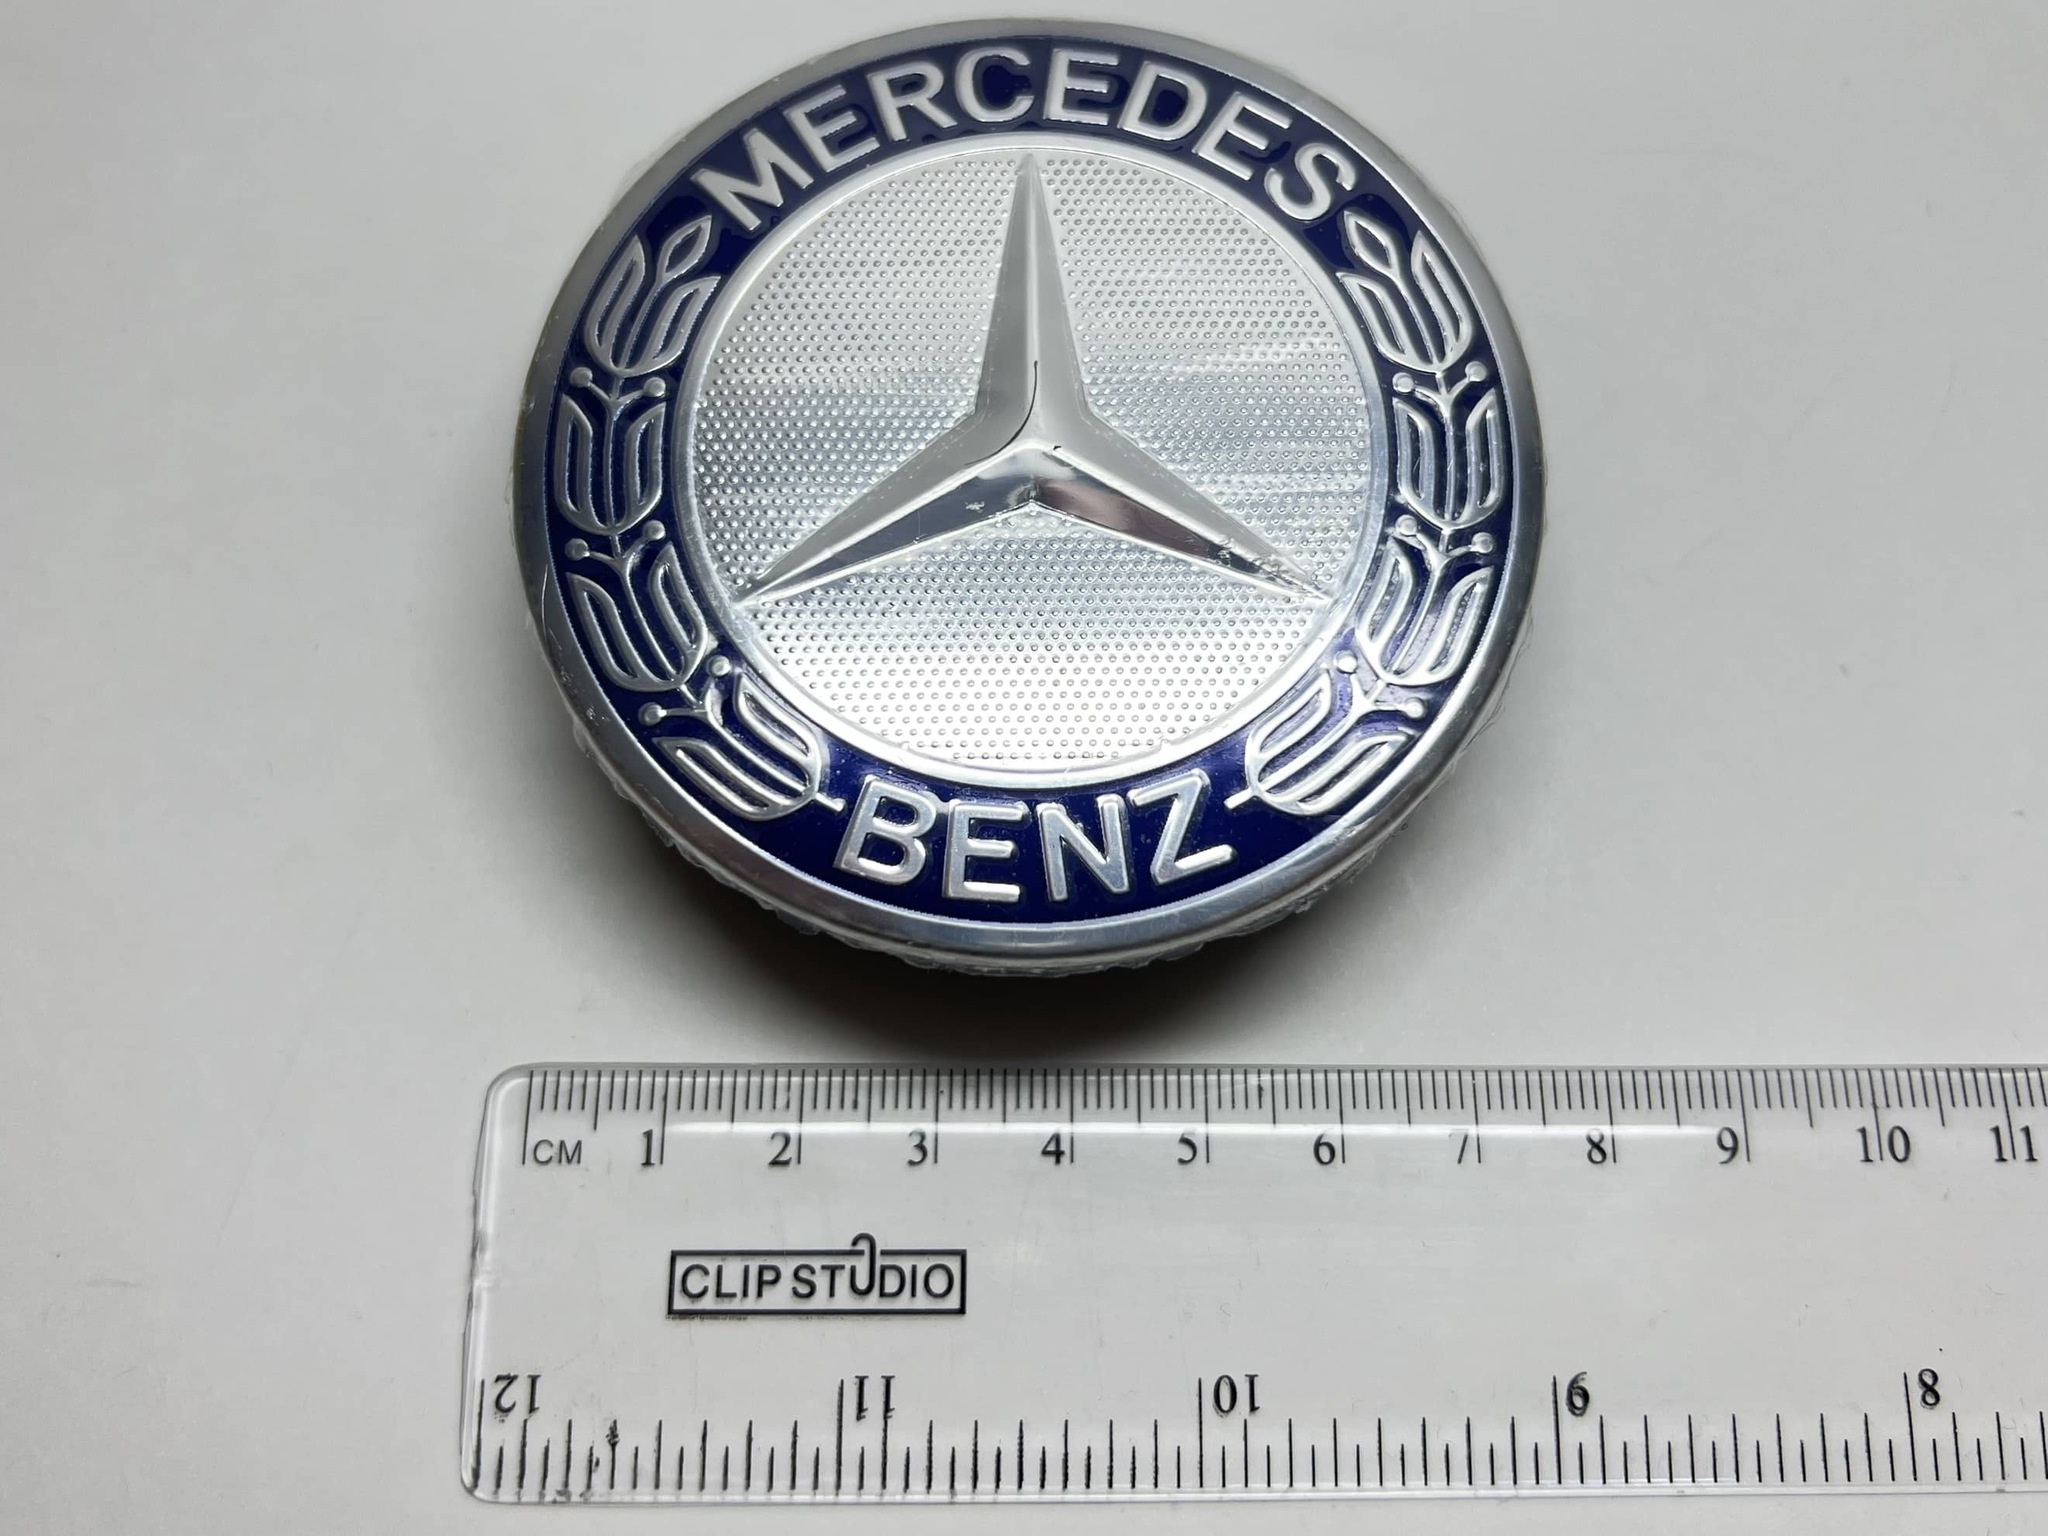 MERCEDES
BENZ
CM 1 2 3 4 5 6 7 8 9 10 11
CLIP STUDIO
12 11 10 9 8